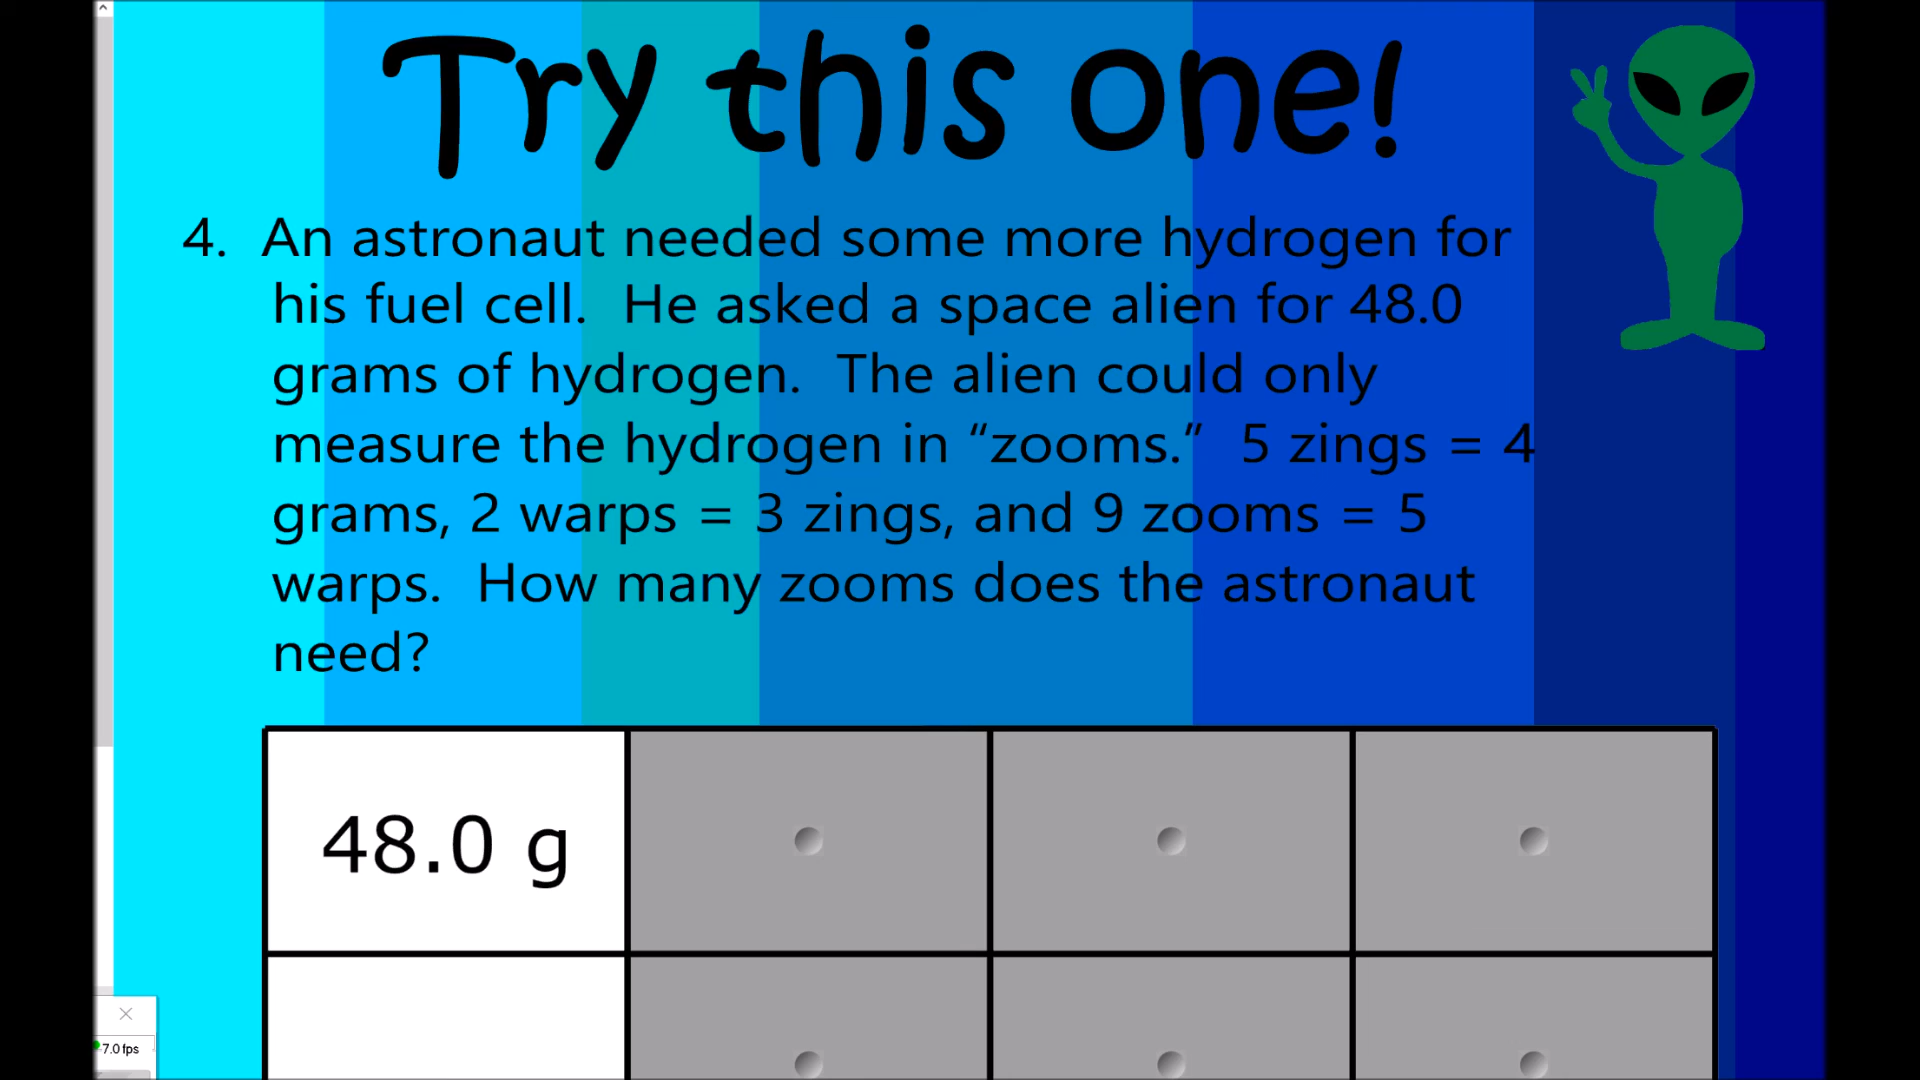 Try this one!
4. An astronaut needed some more hydrogen for
his fuel cell. He asked a space alien for 48.0
grams of hydrogen. The alien could only
measure the hydrogen in “zooms.” 5 zings = 4
grams, 2 warps = 3 zings, and 9 zooms = 5
warps. How many zooms does the astronaut
need?
48.0 g
7.0 fps